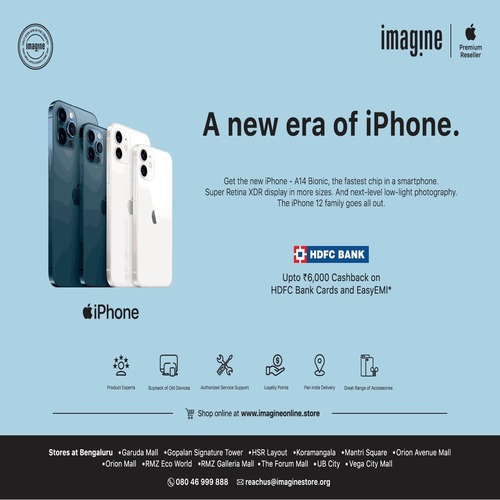 imagine
imagine
Premium
Reseller
A new era of iPhone.
Get the new iPhone - A14 Bionic, the fastest chip in a smartphone.
Super Retina XDR display in more sizes. And next-level low-light photography.
The iPhone 12 family goes all out.
HDFC BANK
Upto ₹6,000 Cashback on
HDFC Bank Cards and EasyEMI*
iPhone
Product Experts
Buyback of Old Devices
Authorized Service Support
Loyalty Points
Pan India Delivery
Great Range of Accessories
Shop online at www.imagineonline.store
Stores at Bengaluru •Garuda Mall •Gopalan Signature Tower •HSR Layout •Koramangala •Mantri Square •Orion Avenue Mall
•Orion Mall •RMZ Eco World •RMZ Galleria Mall •The Forum Mall •UB City •Vega City Mall
080 46 999 888 reachus@imaginestore.org